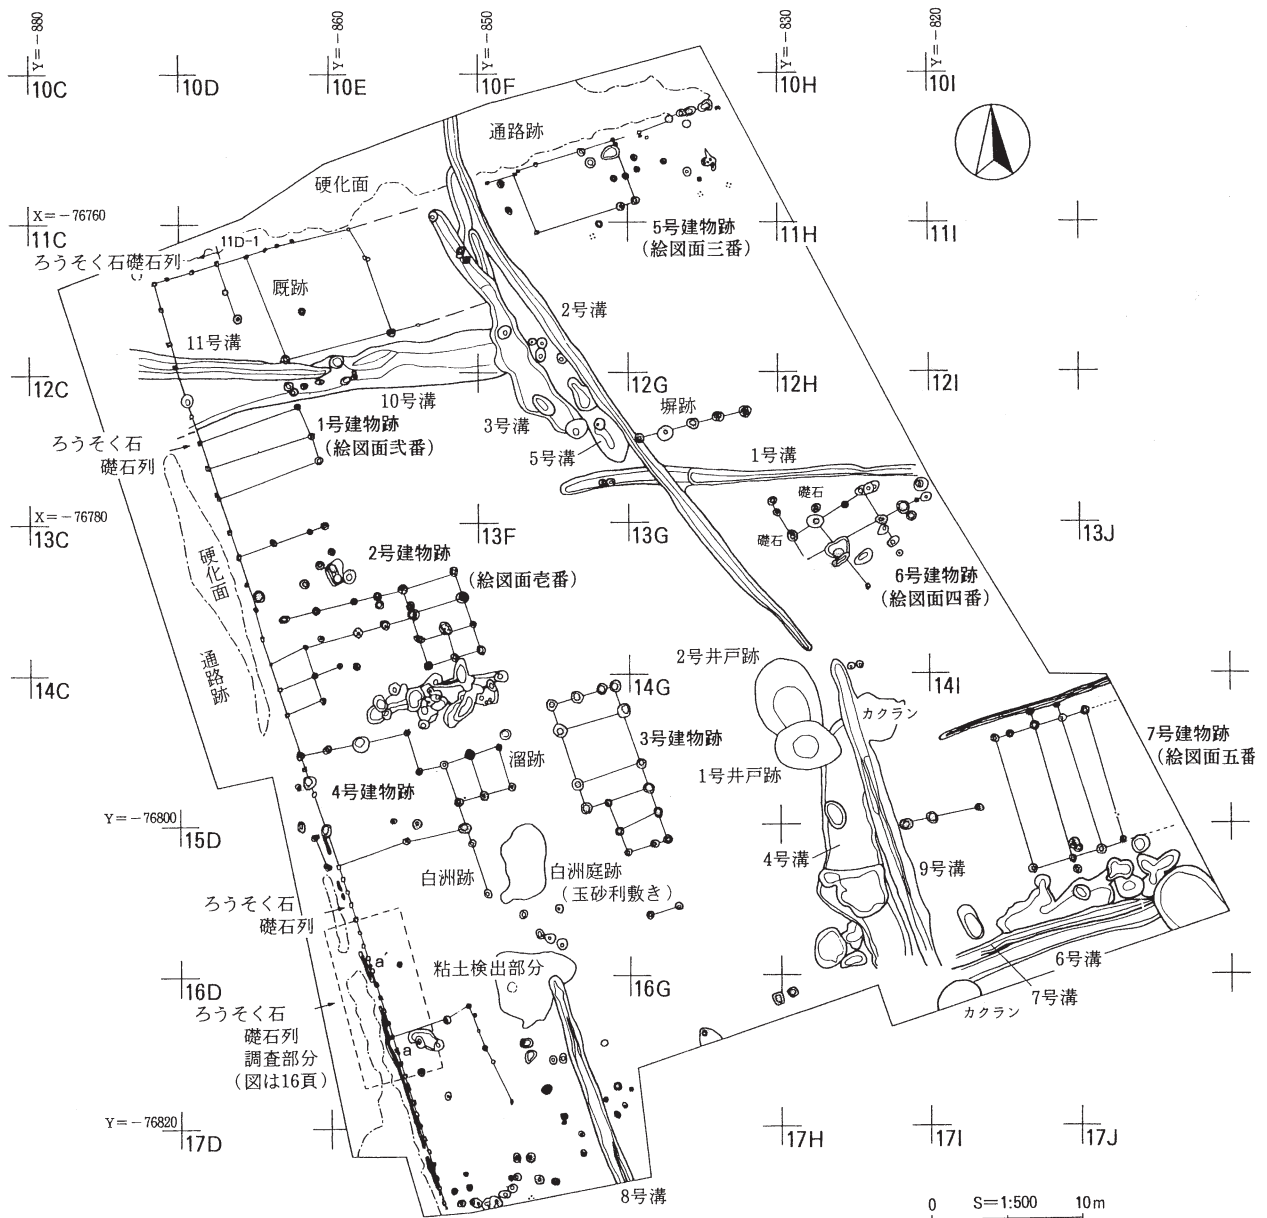 Y=-880
Y=-860
Y=-850
Y=-830
Y=-820
10C
10D
10E
10F
10H
10I
通路跡
硬化面
X=-76760
11C
11D-1
ろうそく石礎石列
厩跡
5号建物跡
(絵図面三番)
11H
11I
2号溝
11号溝
12C
10号溝
12G
12H
12I
塀跡
3号溝
1号建物跡
(絵図面弐番)
ろうそく石
礎石列
5号溝
1号溝
礎石
礎石
X=-76780
13C
13F
13G
13J
2号建物跡
(絵図面壱番)
6号建物跡
(絵図面四番)
硬化面
通路跡
14C
14G
2号井戸跡
14I
カクラン
3号建物跡
7号建物跡
(絵図面五番
溜跡
1号井戸跡
4号建物跡
Y=-76800
15D
4号溝
9号溝
白洲跡
白洲庭跡
(玉砂利敷き)
ろうそく石
礎石列
a′
粘土検出部分
16D
16G
6号溝
7号溝
カクラン
ろうそく石
礎石列
調査部分
(図は16頁)
a
Y=-76820
17D
17H
17I
17J
8号溝
0 S=1:500 10m